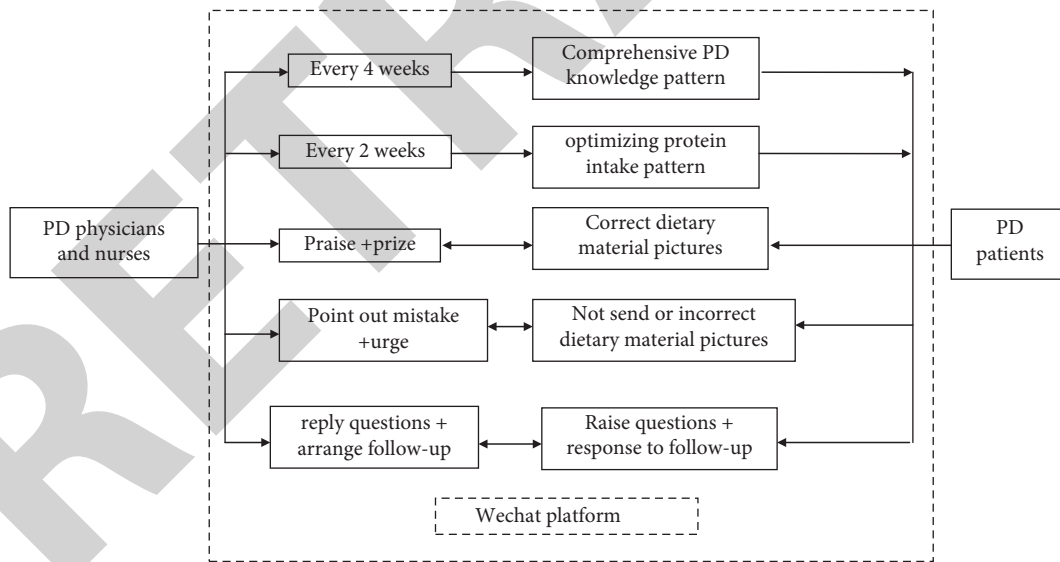 Every 4 weeks
Comprehensive PD
knowledge pattern
Every 2 weeks
optimizing protein
intake pattern
PD physicians
and nurses
Praise +prize
Correct dietary
material pictures
PD
patients
Point out mistake
+urge
Not send or incorrect
dietary material pictures
reply questions +
arrange follow-up
Raise questions +
response to follow-up
Wechat platform
RETRA